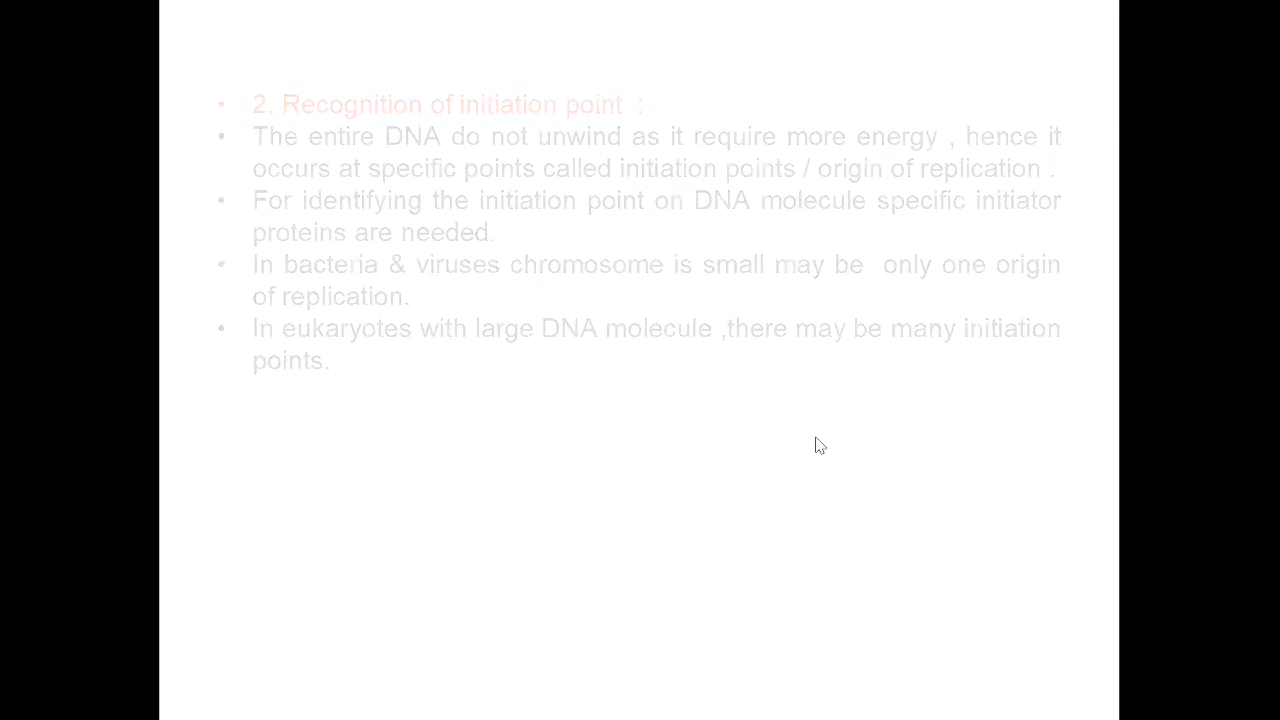 • 2. Recognition of initiation point :
• The entire DNA do not unwind as it require more energy , hence it
occurs at specific points called initiation points / origin of replication .
• For identifying the initiation point on DNA molecule specific initiator
proteins are needed.
• In bacteria & viruses chromosome is small may be only one origin
of replication.
• In eukaryotes with large DNA molecule ,there may be many initiation
points.